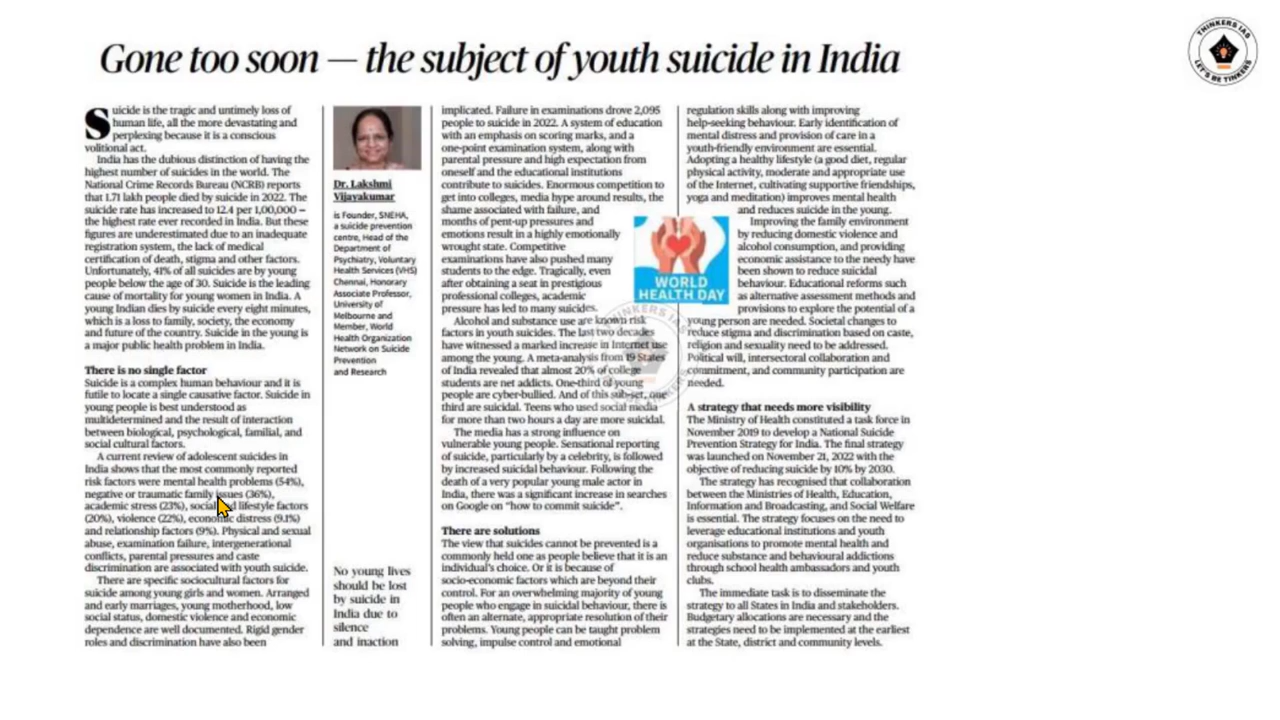 Gone too soon — the subject of youth suicide in India
THINKERS IAS
LET'S BE TINKERS
Suicide is the tragic and untimely loss of
human life, all the more devastating and
perplexing because it is a conscious
volitional act.
India has the dubious distinction of having the
highest number of suicides in the world. The
National Crime Records Bureau (NCRB) reports
that 1.71 lakh people died by suicide in 2022. The
suicide rate has increased to 12.4 per 1,00,000 —
the highest rate ever recorded in India. But these
figures are underestimated due to an inadequate
registration system, the lack of medical
certification of death, stigma and other factors.
Unfortunately, 41% of all suicides are by young
people below the age of 30. Suicide is the leading
cause of mortality for young women in India. A
young Indian dies by suicide every eight minutes,
which is a loss to family, society, the economy
and future of the country. Suicide in the young is
a major public health problem in India.
There is no single factor
Suicide is a complex human behaviour and it is
futile to locate a single causative factor. Suicide in
young people is best understood as
multidetermined and the result of interaction
between biological, psychological, familial, and
social cultural factors.
A current review of adolescent suicides in
India shows that the most commonly reported
risk factors were mental health problems (54%),
negative or traumatic family issues (36%),
academic stress (23%), social and lifestyle factors
(20%), violence (22%), economic distress (9.1%)
and relationship factors (9%). Physical and sexual
abuse, examination failure, intergenerational
conflicts, parental pressures and caste
discrimination are associated with youth suicide.
There are specific sociocultural factors for
suicide among young girls and women. Arranged
and early marriages, young motherhood, low
social status, domestic violence and economic
dependence are well documented. Rigid gender
roles and discrimination have also been
Dr. Lakshmi
Vijayakumar
is Founder, SNEHA,
a suicide prevention
centre, Head of the
Department of
Psychiatry, Voluntary
Health Services (VHS)
Chennai, Honorary
Associate Professor,
University of
Melbourne and
Member, World
Health Organization
Network on Suicide
Prevention
and Research
No young lives
should be lost
by suicide in
India due to
silence
and inaction
implicated. Failure in examinations drove 2,095
people to suicide in 2022. A system of education
with an emphasis on scoring marks, and a
one-point examination system, along with
parental pressure and high expectation from
oneself and the educational institutions
contribute to suicides. Enormous competition to
get into colleges, media hype around results, the
shame associated with failure, and
months of pent-up pressures and
emotions result in a highly emotionally
wrought state. Competitive
examinations have also pushed many
students to the edge. Tragically, even
after obtaining a seat in prestigious
professional colleges, academic
pressure has led to many suicides.
Alcohol and substance use are known risk
factors in youth suicides. The last two decades
have witnessed a marked increase in Internet use
among the young. A meta-analysis from 19 States
of India revealed that almost 20% of college
students are net addicts. One-third of young
people are cyber-bullied. And of this sub-set, one-
third are suicidal. Teens who used social media
for more than two hours a day are more suicidal.
The media has a strong influence on
vulnerable young people. Sensational reporting
of suicide, particularly by a celebrity, is followed
by increased suicidal behaviour. Following the
death of a very popular young male actor in
India, there was a significant increase in searches
on Google on "how to commit suicide".
There are solutions
The view that suicides cannot be prevented is a
commonly held one as people believe that it is an
individual's choice. Or it is because of
socio-economic factors which are beyond their
control. For an overwhelming majority of young
people who engage in suicidal behaviour, there is
often an alternate, appropriate resolution of their
problems. Young people can be taught problem
solving, impulse control and emotional
WORLD
HEALTH DAY
regulation skills along with improving
help-seeking behaviour. Early identification of
mental distress and provision of care in a
youth-friendly environment are essential.
Adopting a healthy lifestyle (a good diet, regular
physical activity, moderate and appropriate use
of the Internet, cultivating supportive friendships,
yoga and meditation) improves mental health
and reduces suicide in the young.
Improving the family environment
by reducing domestic violence and
alcohol consumption, and providing
economic assistance to the needy have
been shown to reduce suicidal
behaviour. Educational reforms such
as alternative assessment methods and
provisions to explore the potential of a
young person are needed. Societal changes to
reduce stigma and discrimination based on caste,
religion and sexuality need to be addressed.
Political will, intersectoral collaboration and
commitment, and community participation are
needed.
A strategy that needs more visibility
The Ministry of Health constituted a task force in
November 2019 to develop a National Suicide
Prevention Strategy for India. The final strategy
was launched on November 21, 2022 with the
objective of reducing suicide by 10% by 2030.
The strategy has recognised that collaboration
between the Ministries of Health, Education,
Information and Broadcasting, and Social Welfare
is essential. The strategy focuses on the need to
leverage educational institutions and youth
organisations to promote mental health and
reduce substance and behavioural addictions
through school health ambassadors and youth
clubs.
The immediate task is to disseminate the
strategy to all States in India and stakeholders.
Budgetary allocations are necessary and the
strategies need to be implemented at the earliest
at the State, district and community levels.